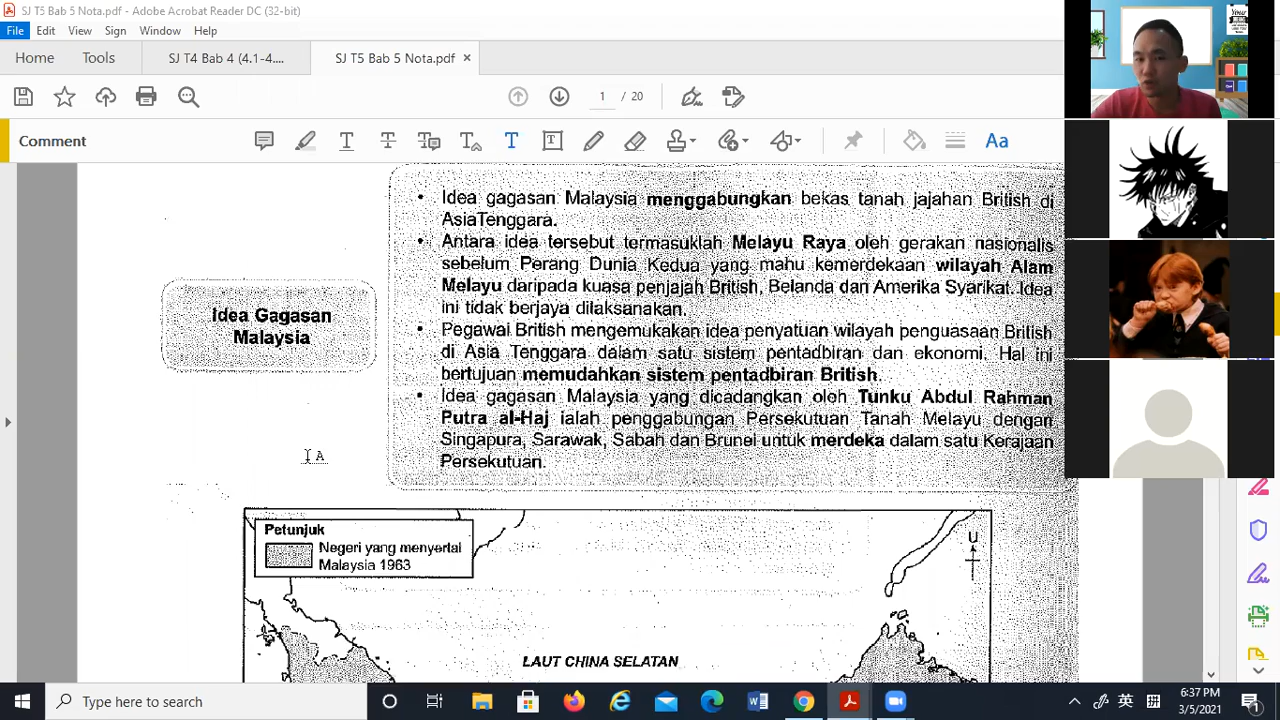 SJ T5 Bab 5 Nota.pdf - Adobe Acrobat Reader DC (32-bit)
File Edit View Sign Window Help
Home Tools SJ T4 Bab 4 (4.1-4.... SJ T5 Bab 5 Nota.pdf ×
1 / 20
Comment
Aa
• Idea gagasan Malaysia menggabungkan bekas tanah jajahan British di
AsiaTenggara.
• Antara idea tersebut termasuklah Melayu Raya oleh gerakan nasionalis
sebelum Perang Dunia Kedua yang mahu kemerdekaan wilayah Alam
Melayu daripada kuasa penjajah British, Belanda dan Amerika Syarikat. Idea
ini tidak berjaya dilaksanakan.
Idea Gagasan
Malaysia
• Pegawai British mengemukakan idea penyatuan wilayah penguasaan British
di Asia Tenggara dalam satu sistem pentadbiran dan ekonomi. Hal ini
bertujuan memudahkan sistem pentadbiran British.
• Idea gagasan Malaysia yang dicadangkan oleh Tunku Abdul Rahman
Putra al-Haj ialah penggabungan Persekutuan Tanah Melayu dengan
Singapura, Sarawak, Sabah dan Brunei untuk merdeka dalam satu Kerajaan
Persekutuan.
A
Petunjuk
Negeri yang menyertai
Malaysia 1963
U
LAUT CHINA SELATAN
Type here to search
英 拼
6:37 PM
3/5/2021
1